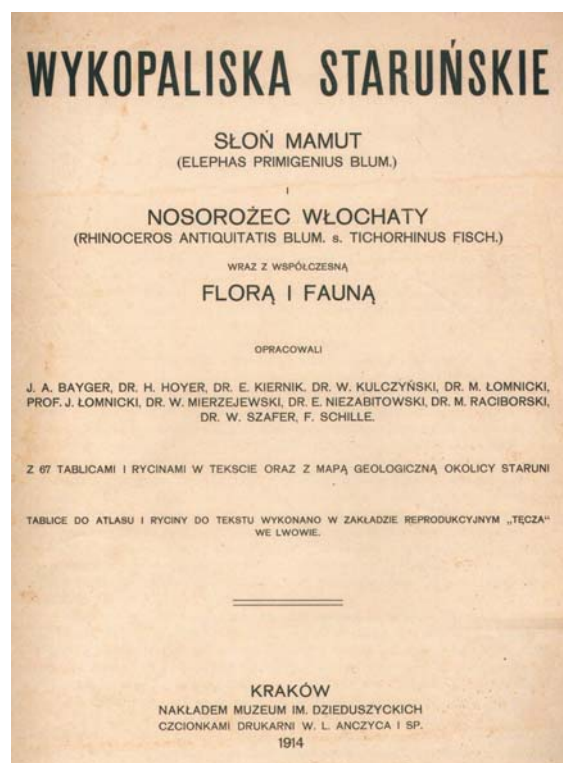 WYKOPALISKA STARUŃSKIE
SŁOŃ MAMUT
(ELEPHAS PRIMIGENIUS BLUM.)
I
NOSOROŻEC WŁOCHATY
(RHINOCEROS ANTIQUITATIS BLUM. s. TICHORHINUS FISCH.)
WRAZ Z WSPÓŁCZESNĄ
FLORĄ I FAUNĄ
OPRACOWALI
J. A. BAYGER, DR. H. HOYER, DR. E. KIERNIK. DR. W. KULCZYŃSKI, DR. M. ŁOMNICKI,
PROF. J. ŁOMNICKI, DR. W. MIERZEJEWSKI, DR. E. NIEZABITOWSKI, DR. M. RACIBORSKI,
DR. W. SZAFER, F. SCHILLE.
Z 67 TABLICAMI I RYCINAMI W TEKSCIE ORAZ Z MAPĄ GEOLOGICZNĄ OKOLICY STARUNI
TABLICE DO ATLASU I RYCINY DO TEKSTU WYKONANO W ZAKŁADZIE REPRODUKCYJNYM „TĘCZA“
WE LWOWIE.
KRAKÓW
NAKŁADEM MUZEUM IM. DZIEDUSZYCKICH
CZCIONKAMI DRUKARNI W. L. ANCZYCA I SP.
1914